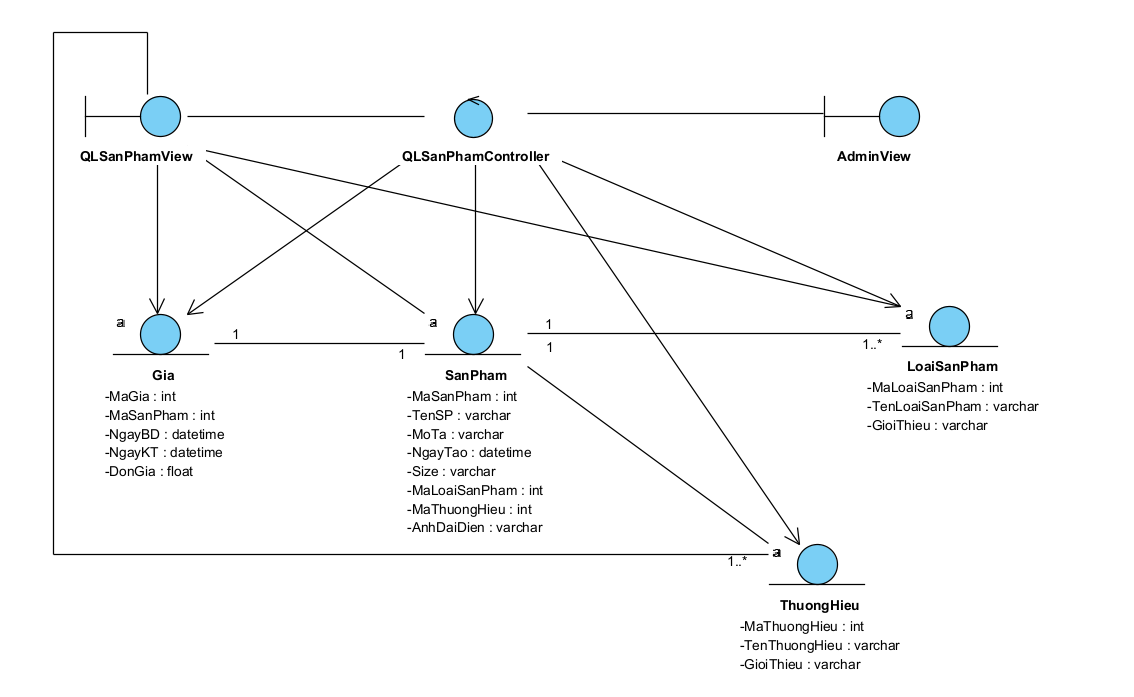 QLSanPhamView
QLSanPhamController
AdminView
a
1
1
Gia
-MaGia : int
-MaSanPham : int
-NgayBD : datetime
-NgayKT : datetime
-DonGia : float
a
1
1
SanPham
-MaSanPham : int
-TenSP : varchar
-MoTa : varchar
-NgayTao : datetime
-Size : varchar
-MaLoaiSanPham : int
-MaThuongHieu : int
-AnhDaiDien : varchar
a
1..*
LoaiSanPham
-MaLoaiSanPham : int
-TenLoaiSanPham : varchar
-GioiThieu : varchar
a
1..*
ThuongHieu
-MaThuongHieu : int
-TenThuongHieu : varchar
-GioiThieu : varchar